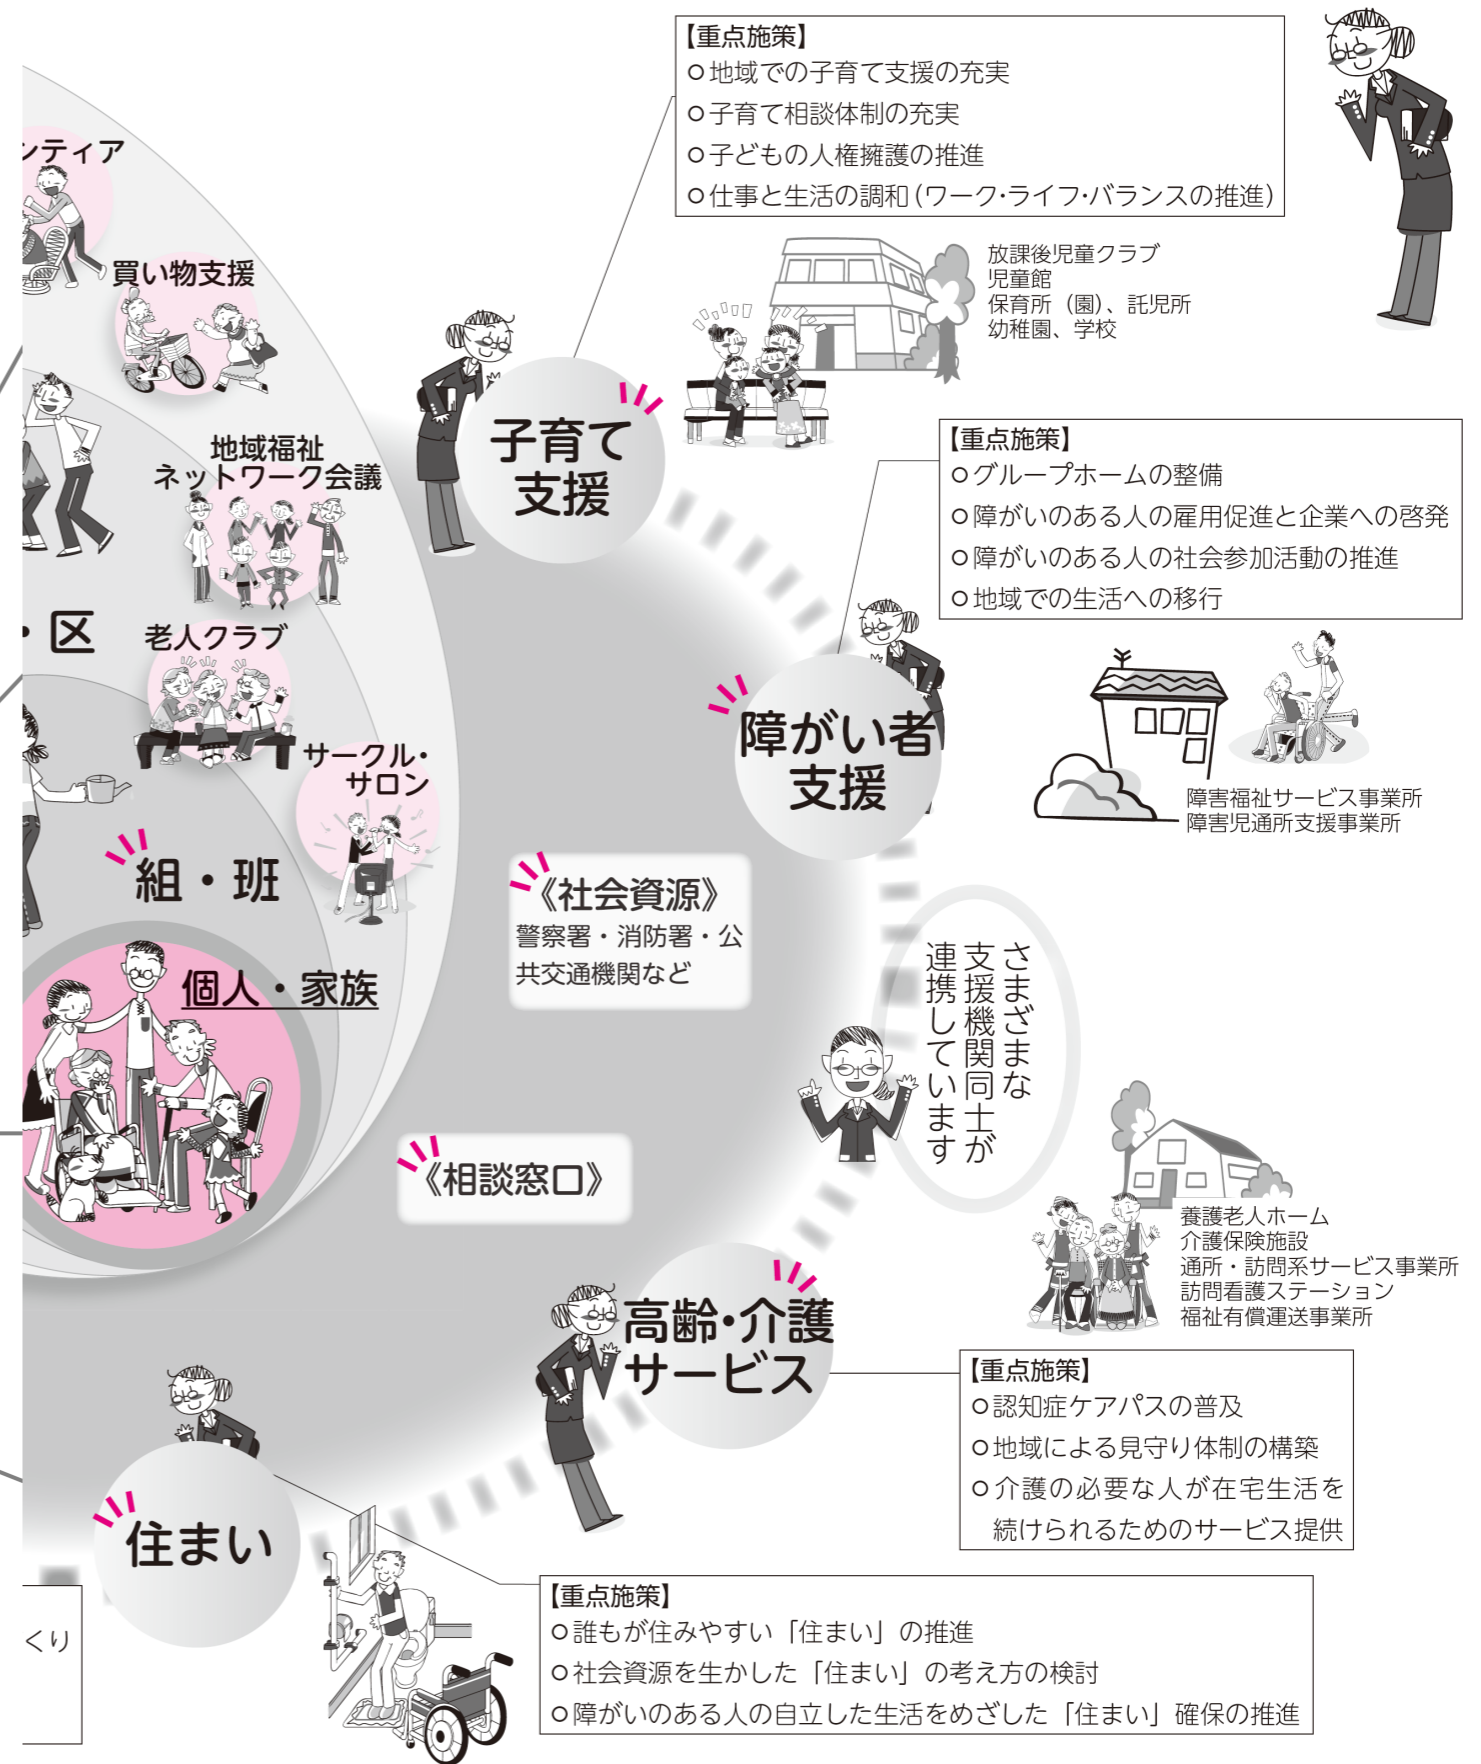 【重点施策】
○地域での子育て支援の充実
○子育て相談体制の充実
○子どもの人権擁護の推進
○仕事と生活の調和(ワーク・ライフ・バランスの推進)
放課後児童クラブ
児童館
保育所（園）、託児所
幼稚園、学校
ンティア
買い物支援
子育て
支援
地域福祉
ネットワーク会議
【重点施策】
○グループホームの整備
○障がいのある人の雇用促進と企業への啓発
○障がいのある人の社会参加活動の推進
○地域での生活への移行
・区
老人クラブ
障がい者
支援
サークル・
サロン
障害福祉サービス事業所
障害児通所支援事業所
組・班
《社会資源》
警察署・消防署・公
共交通機関など
個人・家族
さまざまな
支援機関同士が
連携しています
《相談窓口》
養護老人ホーム
介護保険施設
通所・訪問系サービス事業所
訪問看護ステーション
福祉有償運送事業所
高齢・介護
サービス
【重点施策】
○認知症ケアパスの普及
○地域による見守り体制の構築
○介護の必要な人が在宅生活を
続けられるためのサービス提供
住まい
【重点施策】
○誰もが住みやすい「住まい」の推進
○社会資源を生かした「住まい」の考え方の検討
○障がいのある人の自立した生活をめざした「住まい」確保の推進
くり